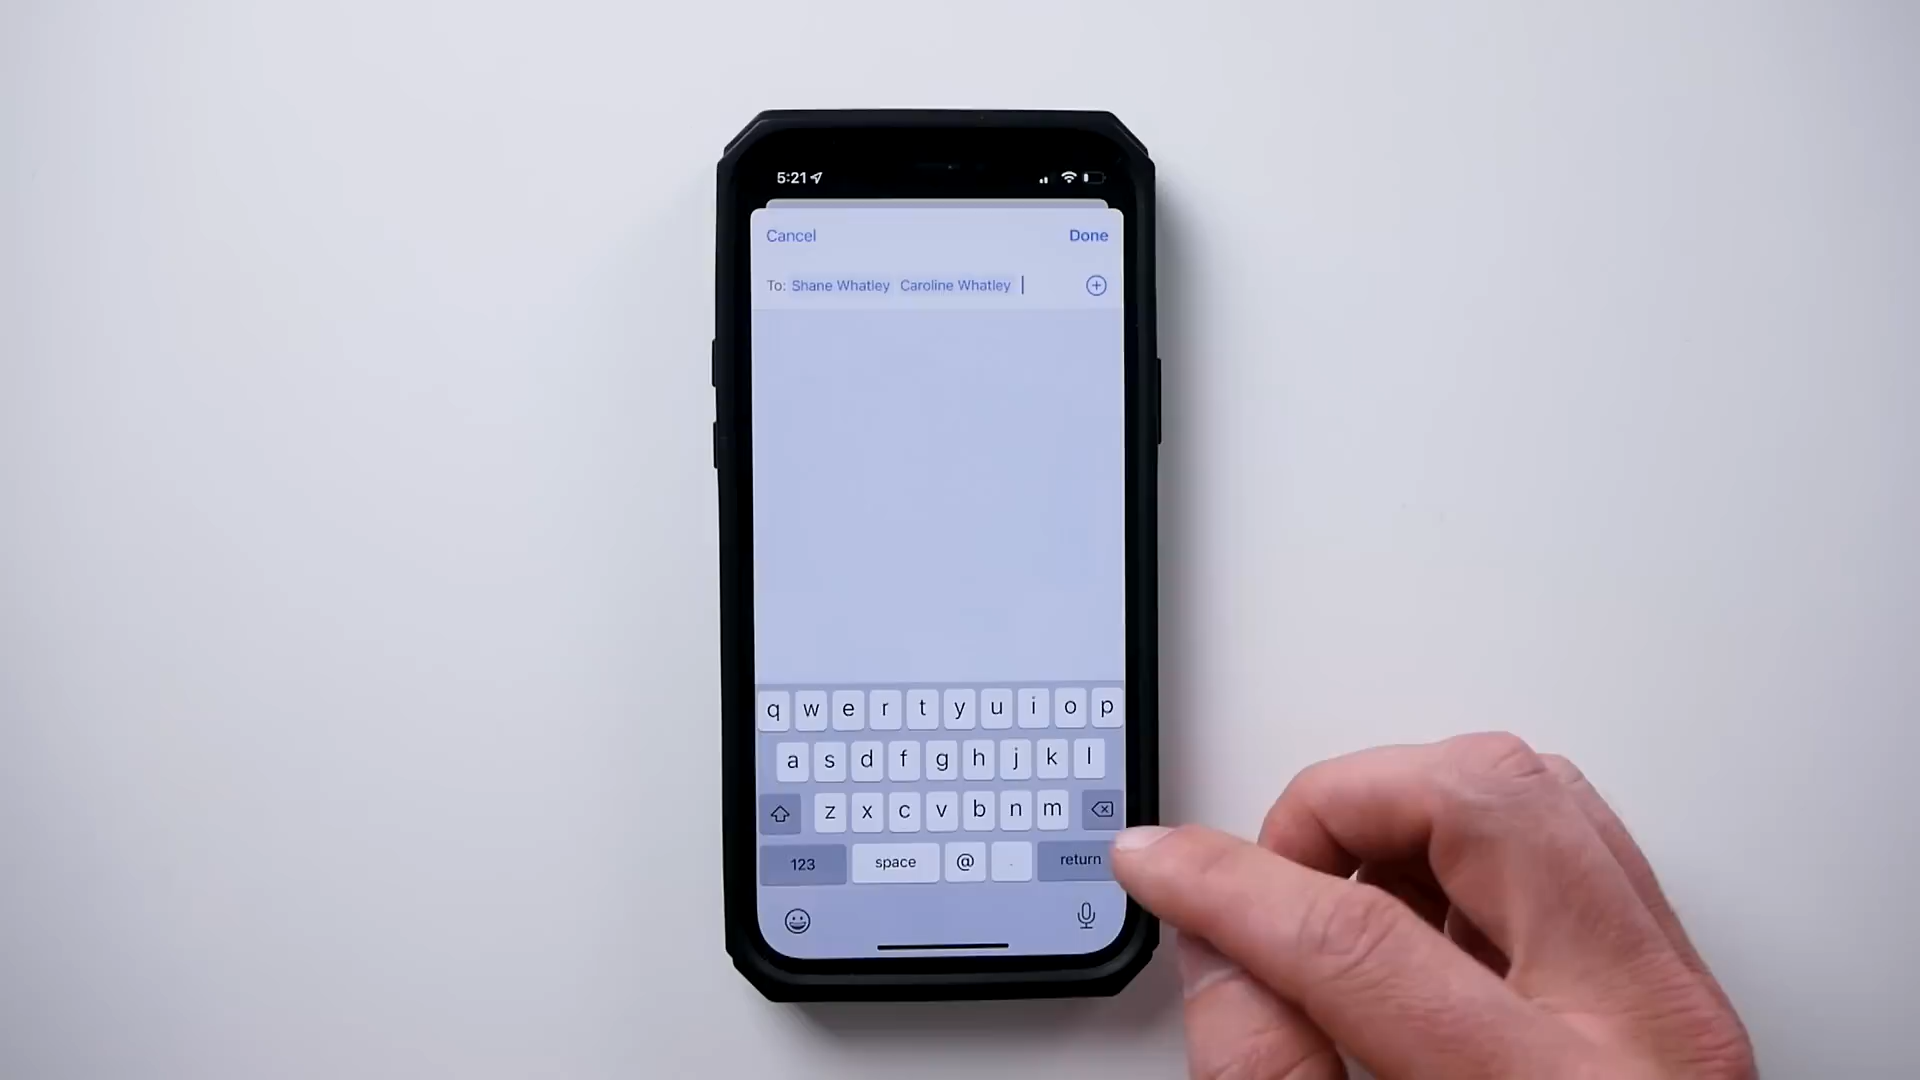 5:21
Cancel Done
To: Shane Whatley Caroline Whatley
q w e r t y u i o p
a s d f g h j k l
z x c v b n m
123 space @ . return